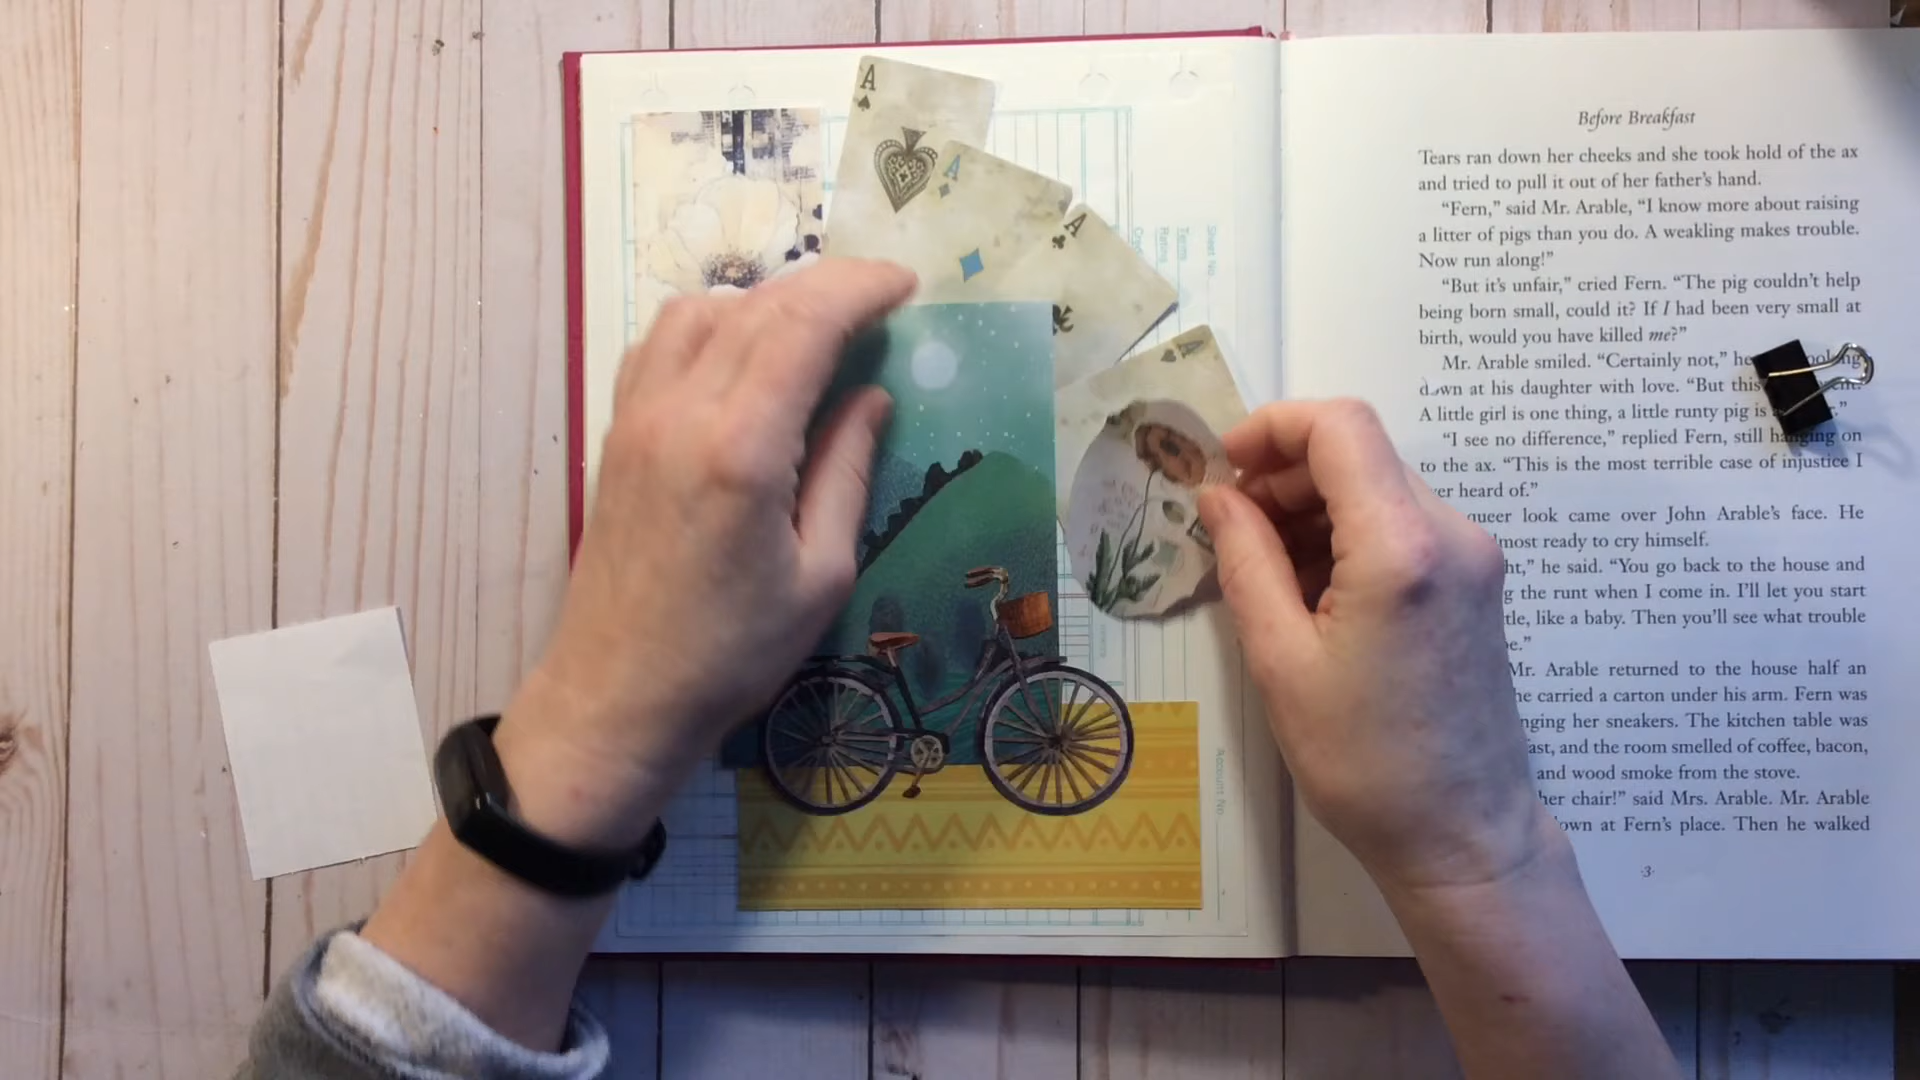 A
A
A
A
Sheet No.
Term
Rating
Account No.
Before Breakfast
Tears ran down her cheeks and she took hold of the ax
and tried to pull it out of her father's hand.
“Fern,” said Mr. Arable, “I know more about raising
a litter of pigs than you do. A weakling makes trouble.
Now run along!”
“But it's unfair,” cried Fern. “The pig couldn't help
being born small, could it? If I had been very small at
birth, would you have killed me?”
Mr. Arable smiled. “Certainly not,” he
down at his daughter with love. “But this
A little girl is one thing, a little runty pig is
“I see no difference,” replied Fern, still hanging on
to the ax. “This is the most terrible case of injustice I
heard of.”
queer look came over John Arable's face. He
ready to cry himself.
he said. “You go back to the house and
the runt when I come in. I'll let you start
like a baby. Then you'll see what trouble
Mr. Arable returned to the house half an
he carried a carton under his arm. Fern was
her sneakers. The kitchen table was
and the room smelled of coffee, bacon,
and wood smoke from the stove.
her chair!” said Mrs. Arable. Mr. Arable
at Fern's place. Then he walked
·3·